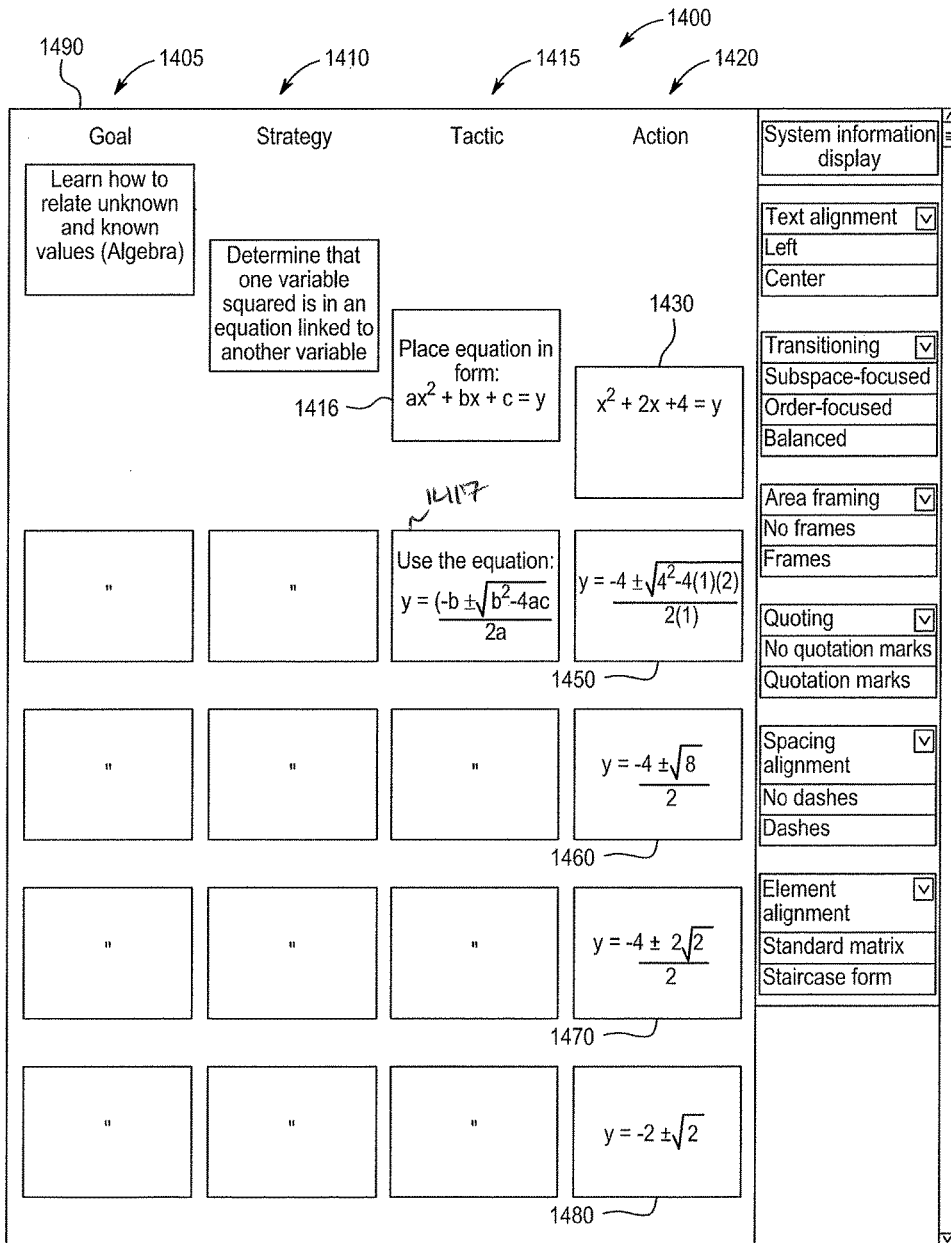 1400
1490
1405
1410
1415
1420
Goal
Strategy
Tactic
Action
Learn how to
relate unknown
and known
values (Algebra)
Determine that
one variable
squared is in an
equation linked to
another variable
1416
Place equation in
form:
ax² + bx + c = y
1430
x² + 2x +4 = y
"
"
1417
Use the equation:
y = (-b ±√b²-4ac
2a
y = -4 ±√4²-4(1)(2)
2(1)
1450
"
"
"
y = -4 ±√8
2
1460
"
"
"
y = -4 ± 2√2
2
1470
"
"
"
y = -2 ±√2
1480
System information
display
Text alignment
Left
Center
Transitioning
Subspace-focused
Order-focused
Balanced
Area framing
No frames
Frames
Quoting
No quotation marks
Quotation marks
Spacing
alignment
No dashes
Dashes
Element
alignment
Standard matrix
Staircase form